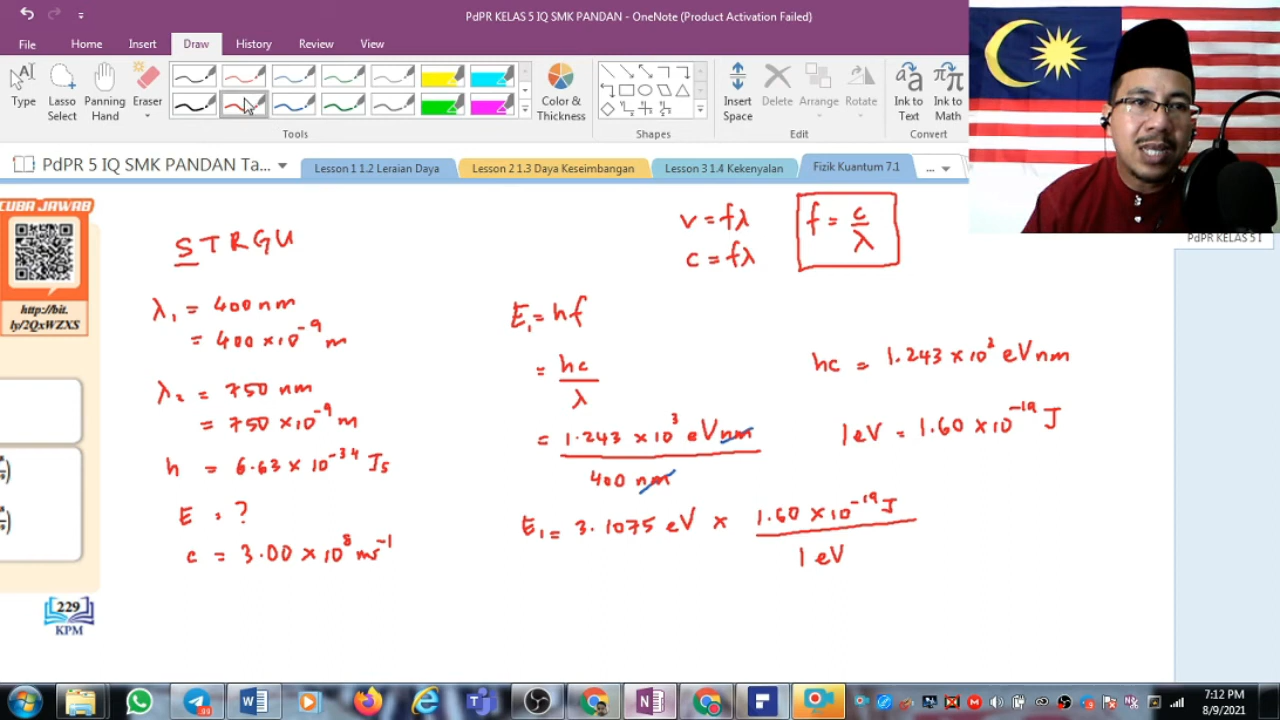 PdPR KELAS 5 IQ SMK PANDAN - OneNote (Product Activation Failed)
File Home Insert Draw History Review View
Type
Lasso Select
Panning Hand
Eraser
Color & Thickness
Insert Space
Delete
Arrange
Rotate
Ink to Text
Ink to Math
Tools
Shapes
Edit
Convert
PdPR 5 IQ SMK PANDAN Ta...
Lesson 1 1.2 Leraian Daya
Lesson 2 1.3 Daya Keseimbangan
Lesson 3 1.4 Kekenyalan
Fizik Kuantum 7.1
...
PdPR KELAS 5 I
CUBA JAWAB
http://bit.
ly/2QxWZXS
229
KPM
STRGU
λ₁ = 400 nm
= 400 × 10⁻⁹ m
λ₂ = 750 nm
= 750 × 10⁻⁹ m
h = 6.63 × 10⁻³⁴ Js
E = ?
c = 3.00 × 10⁸ ms⁻¹
v = fλ
c = fλ
f = c/λ
E₁ = hf
= hc/λ
= 1.243 × 10³ eV nm
400 nm
E₁ = 3.1075 eV × 1.60 × 10⁻¹⁹ J
1 eV
hc = 1.243 × 10³ eV nm
1 eV = 1.60 × 10⁻¹⁹ J
7:12 PM
8/9/2021